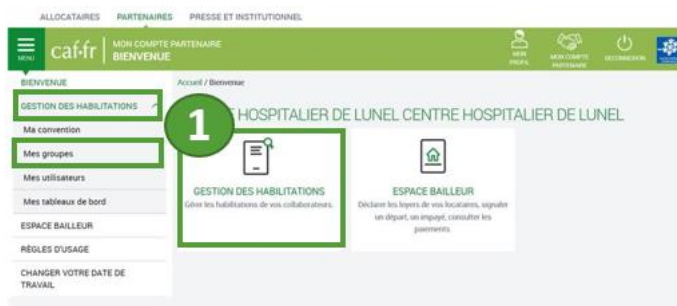 ALLOCATAIRES PARTENAIRES PRESSE ET INSTITUTIONNEL
MENU caf·fr MON COMPTE PARTENAIRE
BIENVENUE
MON PROFIL
MON COMPTE PARTENAIRE
DECONNEXION
BIENVENUE
Accueil / Bienvenue
GESTION DES HABILITATIONS
1
HOSPITALIER DE LUNEL CENTRE HOSPITALIER DE LUNEL
Ma convention
Mes groupes
Mes utilisateurs
Mes tableaux de bord
ESPACE BAILLEUR
RÈGLES D'USAGE
CHANGER VOTRE DATE DE
TRAVAIL
GESTION DES HABILITATIONS
Gérer les habilitations de vos collaborateurs.
ESPACE BAILLEUR
Déclarer les loyers de vos locataires, signaler
un départ, un impayé, consulter les
paiements.